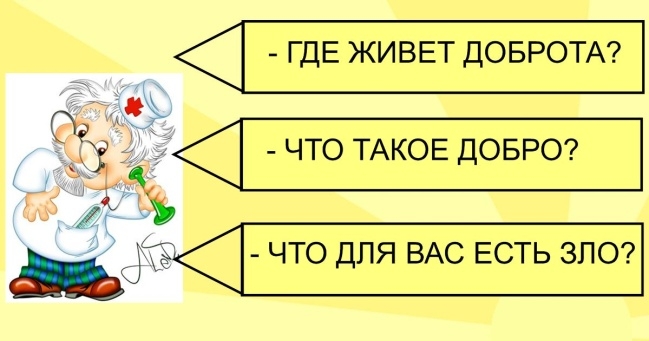 - ГДЕ ЖИВЕТ ДОБРОТА?
- ЧТО ТАКОЕ ДОБРО?
- ЧТО ДЛЯ ВАС ЕСТЬ ЗЛО?